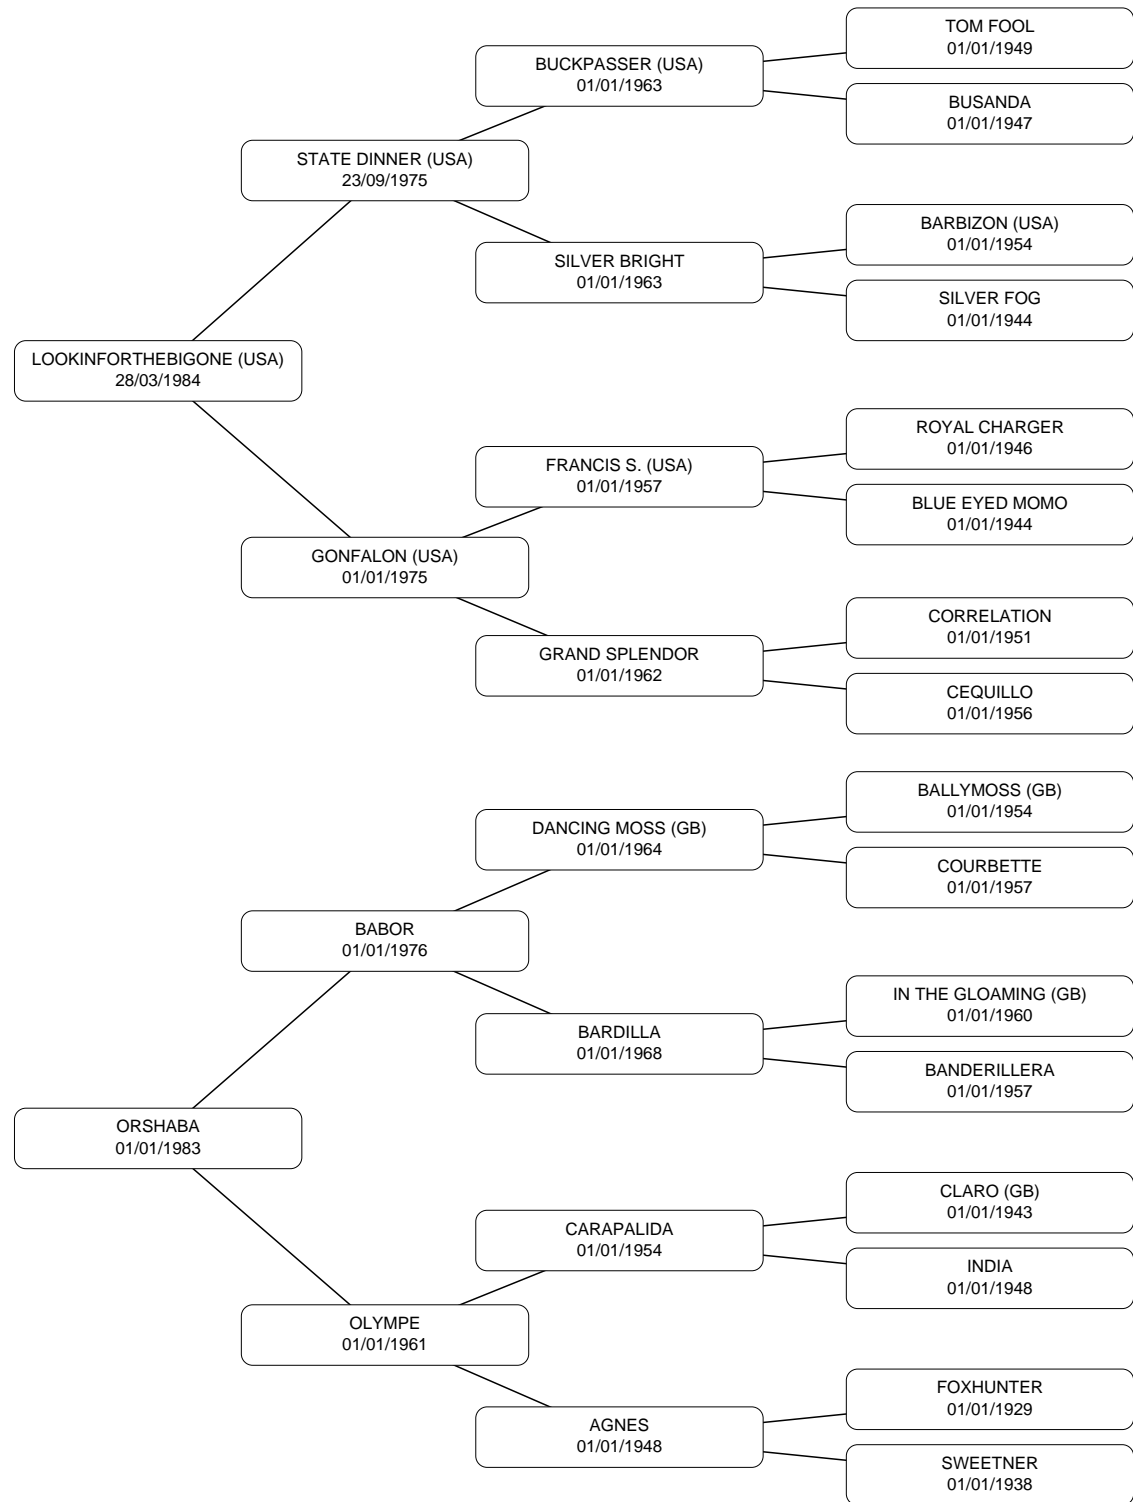 TOM FOOL
01/01/1949
BUCKPASSER (USA)
01/01/1963
BUSANDA
01/01/1947
STATE DINNER (USA)
23/09/1975
BARBIZON (USA)
01/01/1954
SILVER BRIGHT
01/01/1963
SILVER FOG
01/01/1944
LOOKINFORTHEBIGONE (USA)
28/03/1984
ROYAL CHARGER
01/01/1946
FRANCIS S. (USA)
01/01/1957
BLUE EYED MOMO
01/01/1944
GONFALON (USA)
01/01/1975
CORRELATION
01/01/1951
GRAND SPLENDOR
01/01/1962
CEQUILLO
01/01/1956
BALLYMOSS (GB)
01/01/1954
DANCING MOSS (GB)
01/01/1964
COURBETTE
01/01/1957
BABOR
01/01/1976
IN THE GLOAMING (GB)
01/01/1960
BARDILLA
01/01/1968
BANDERILLERA
01/01/1957
ORSHABA
01/01/1983
CLARO (GB)
01/01/1943
CARAPALIDA
01/01/1954
INDIA
01/01/1948
OLYMPE
01/01/1961
FOXHUNTER
01/01/1929
AGNES
01/01/1948
SWEETNER
01/01/1938